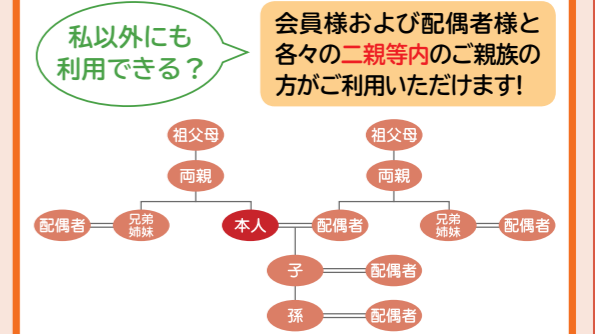 私以外にも
利用できる？
会員様および配偶者様と
各々の二親等内のご親族の
方がご利用いただけます!
祖父母
祖父母
両親
両親
配偶者
兄弟
姉妹
本人
配偶者
兄弟
姉妹
配偶者
子
配偶者
孫
配偶者